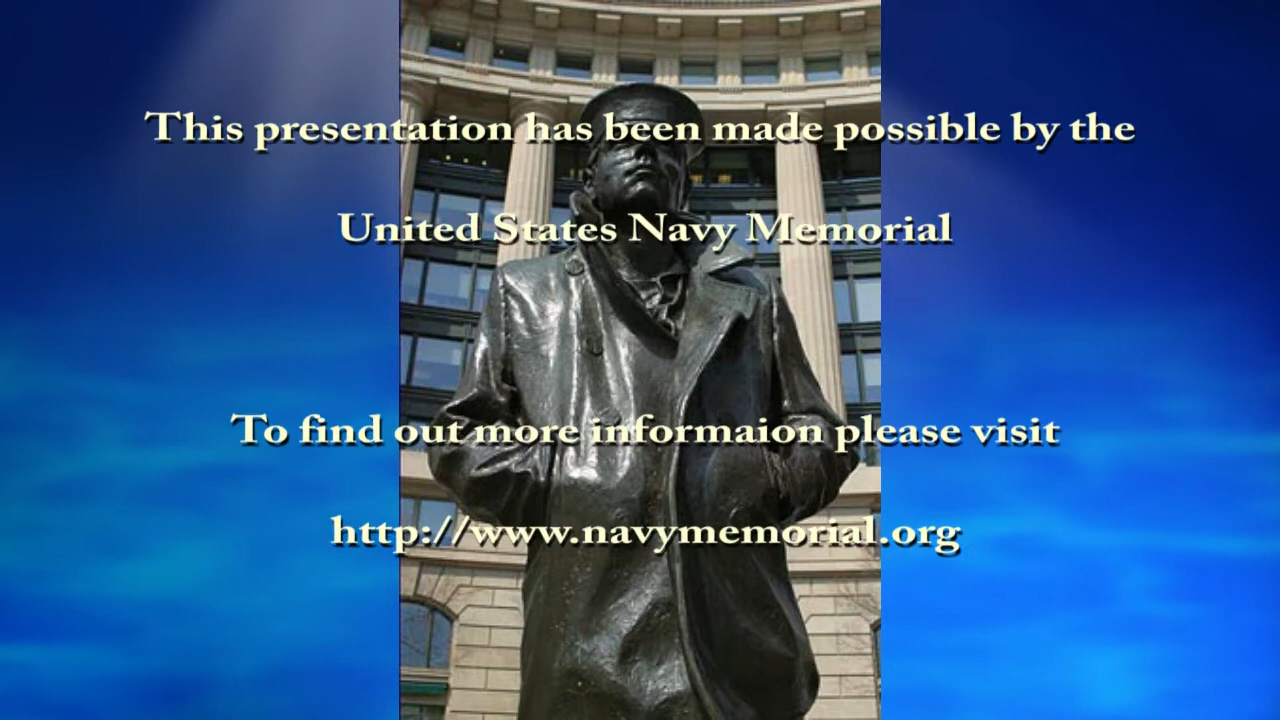 This presentation has been made possible by the
United States Navy Memorial
To find out more informaion please visit
http://www.navymemorial.org